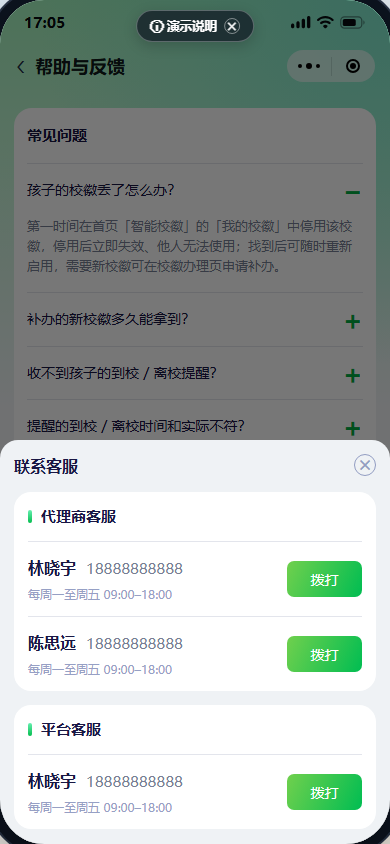 17:05
演示说明
帮助与反馈
常见问题
孩子的校徽丢了怎么办？
第一时间在首页「智能校徽」的「我的校徽」中停用该校
徽，停用后立即失效、他人无法使用；找到后可随时重新
启用，需要新校徽可在校徽办理页申请补办。
补办的新校徽多久能拿到？
收不到孩子的到校 / 离校提醒？
提醒的到校 / 离校时间和实际不符？
联系客服
代理商客服
林晓宇 18888888888
每周一至周五 09:00–18:00
拨打
陈思远 18888888888
每周一至周五 09:00–18:00
拨打
平台客服
林晓宇 18888888888
每周一至周五 09:00–18:00
拨打